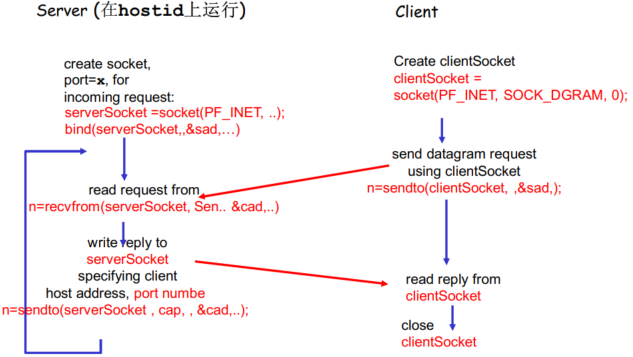 Server (在hostid上运行)
create socket,
port=x, for
incoming request:
serverSocket =socket(PF_INET, ..);
bind(serverSocket,,&sad,...)
read request from
n=recvfrom(serverSocket, Sen.. &cad,..)
write reply to
serverSocket
specifying client
host address, port numbe
n=sendto(serverSocket , cap, , &cad,..);
Client
Create clientSocket
clientSocket =
socket(PF_INET, SOCK_DGRAM, 0);
send datagram request
using clientSocket
n=sendto(clientSocket, ,&sad,);
read reply from
clientSocket
close
clientSocket